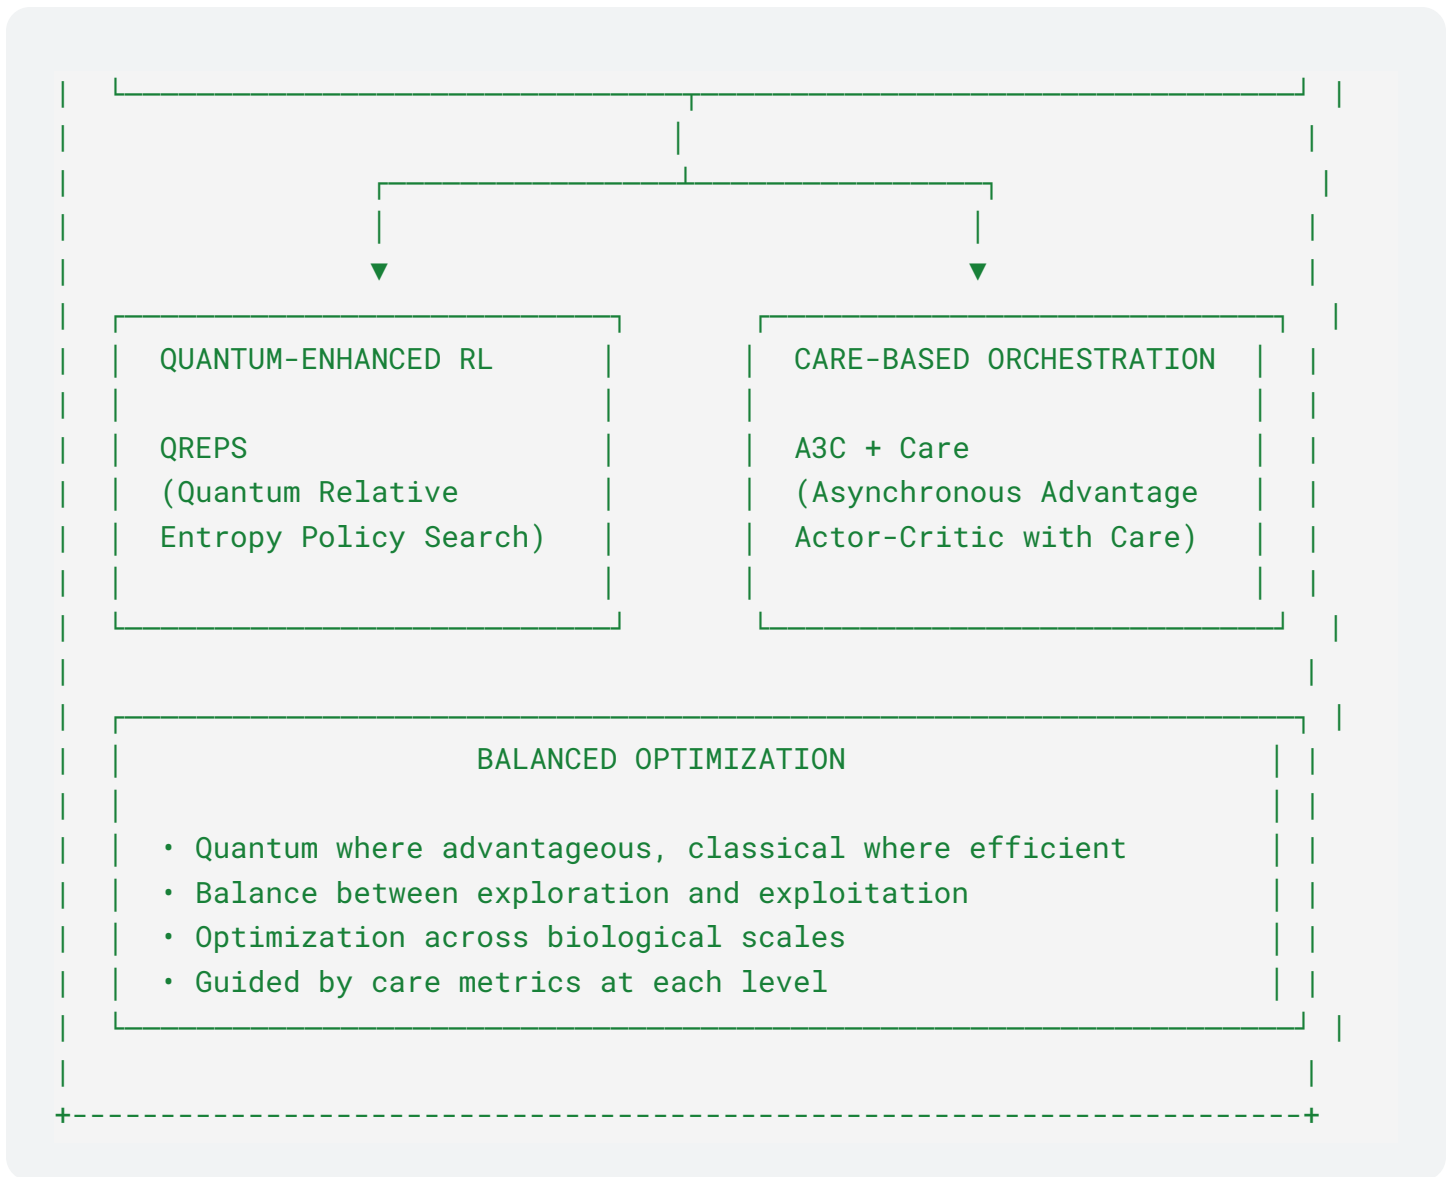 QUANTUM-ENHANCED RL
CARE-BASED ORCHESTRATION
QREPS
(Quantum Relative
Entropy Policy Search)
A3C + Care
(Asynchronous Advantage
Actor-Critic with Care)
BALANCED OPTIMIZATION
• Quantum where advantageous, classical where efficient
• Balance between exploration and exploitation
• Optimization across biological scales
• Guided by care metrics at each level